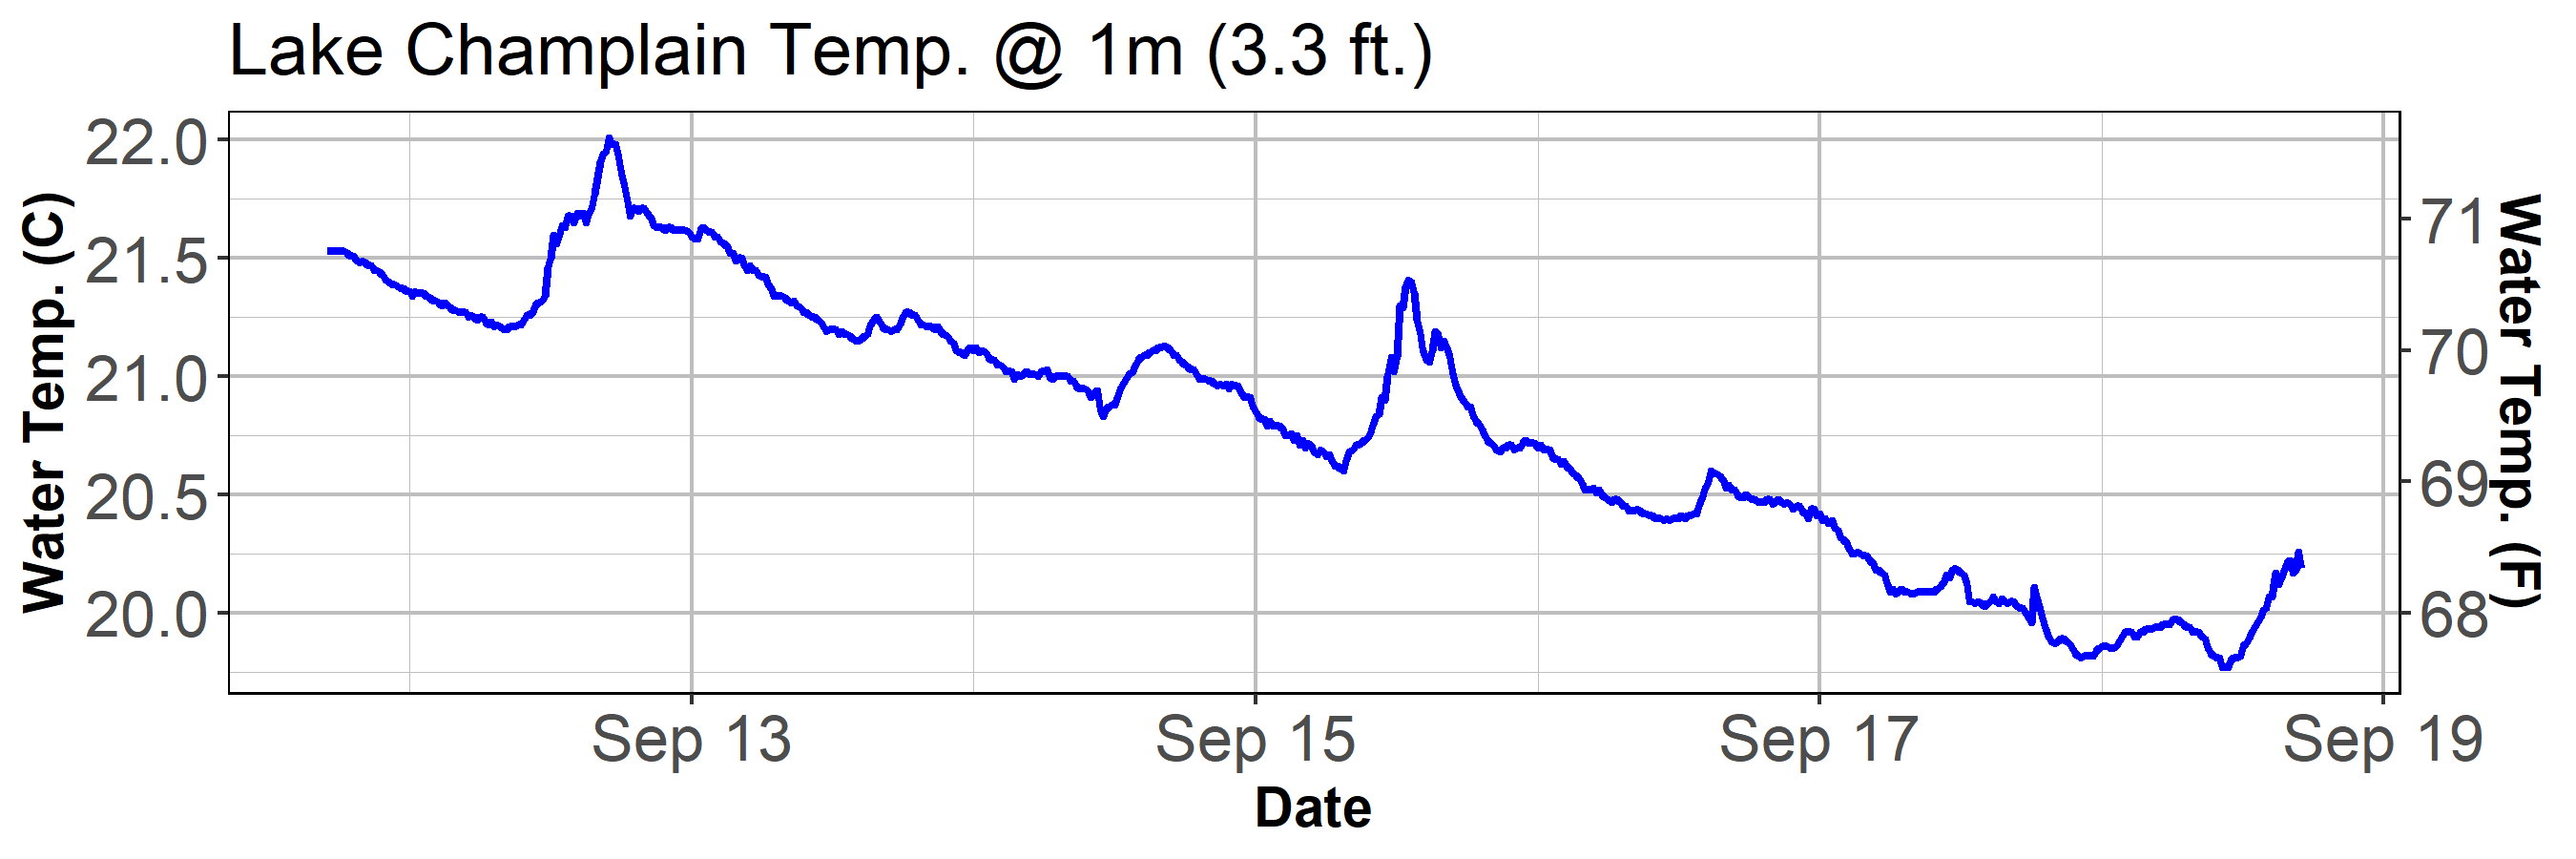 Lake Champlain Temp. @ 1m (3.3 ft.)
Water Temp. (C)
22.0
21.5
21.0
20.5
20.0
71
70
69
68
Water Temp. (F)
Sep 13 Sep 15 Sep 17 Sep 19
Date